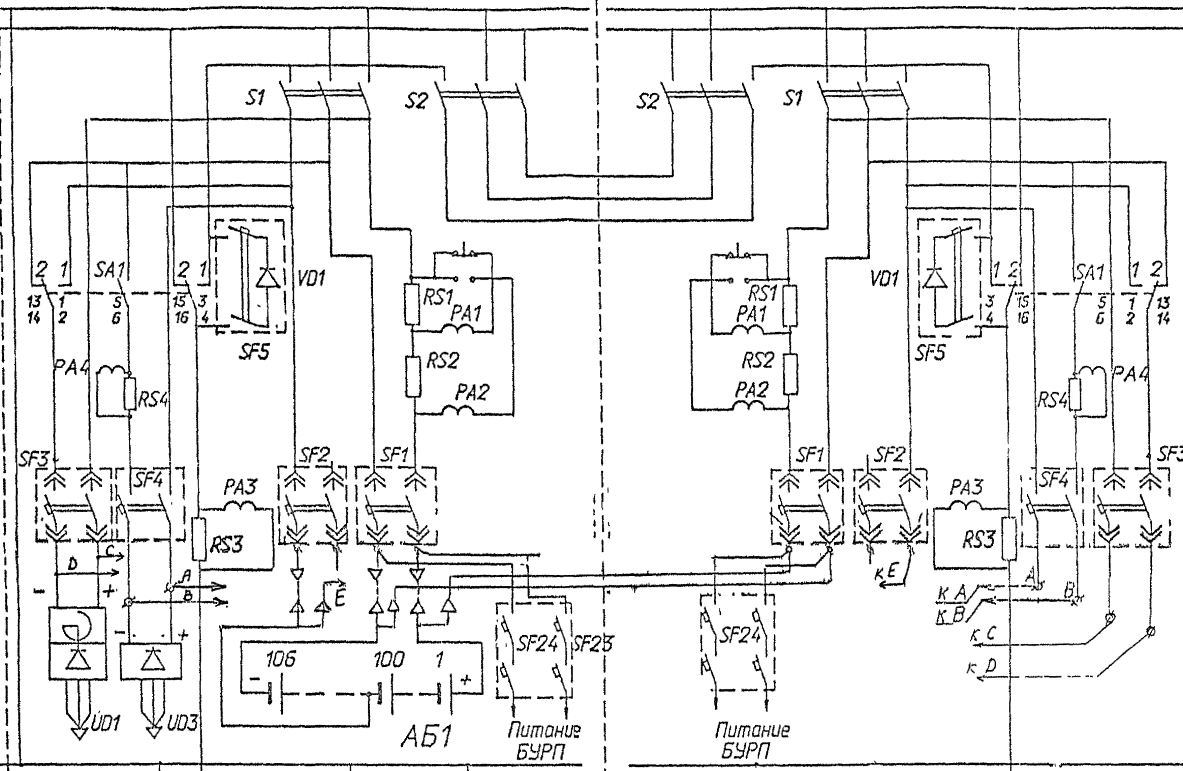 S1
S2
S2
S1
2 1
SA1
2 1
VD1
VD1
1 2
SA1
1 2
13 1
14 2
5
6
15 3
16 4
3 15
4 16
5
6
1 13
2 14
RS1
PA1
RS1
PA1
SF5
SF5
RS2
PA2
RS2
PA2
PA4
RS4
RS4
PA4
SF3
SF4
SF2
SF1
SF1
SF2
SF4
SF3
PA3
RS3
PA3
RS3
C
D
A
B
E
к E
A
B
к A
к B
к C
к D
- +
- +
106
100
1
- +
SF24
SF23
SF24
UD1
UD3
АБ1
Питание
БУРП
Питание
БУРП